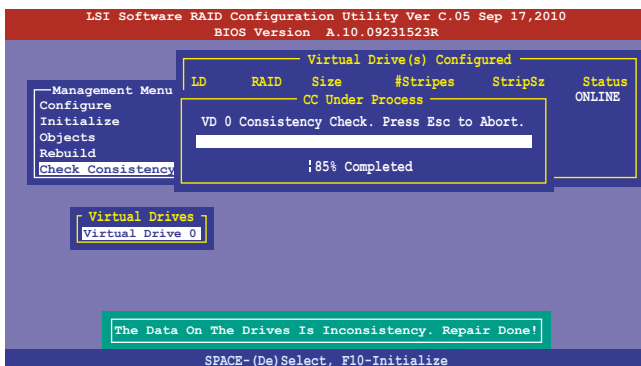 LSI Software RAID Configuration Utility Ver C.05 Sep 17,2010
BIOS Version A.10.09231523R
Virtual Drive(s) Configured
LD RAID Size #Stripes StripSz Status
ONLINE
Management Menu
Configure
Initialize
Objects
Rebuild
Check Consistency
CC Under Process
VD 0 Consistency Check. Press Esc to Abort.
¦85% Completed
Virtual Drives
Virtual Drive 0
The Data On The Drives Is Inconsistency. Repair Done!
SPACE-(De)Select, F10-Initialize